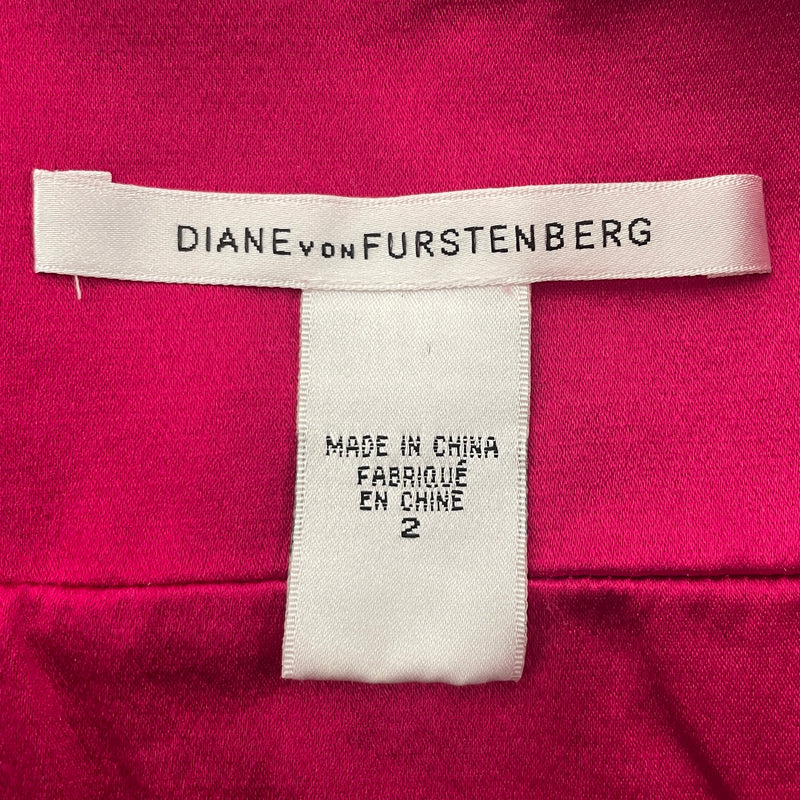 DIANE VON FURSTENBERG
MADE IN CHINA
FABRIQUÉ
EN CHINE
2